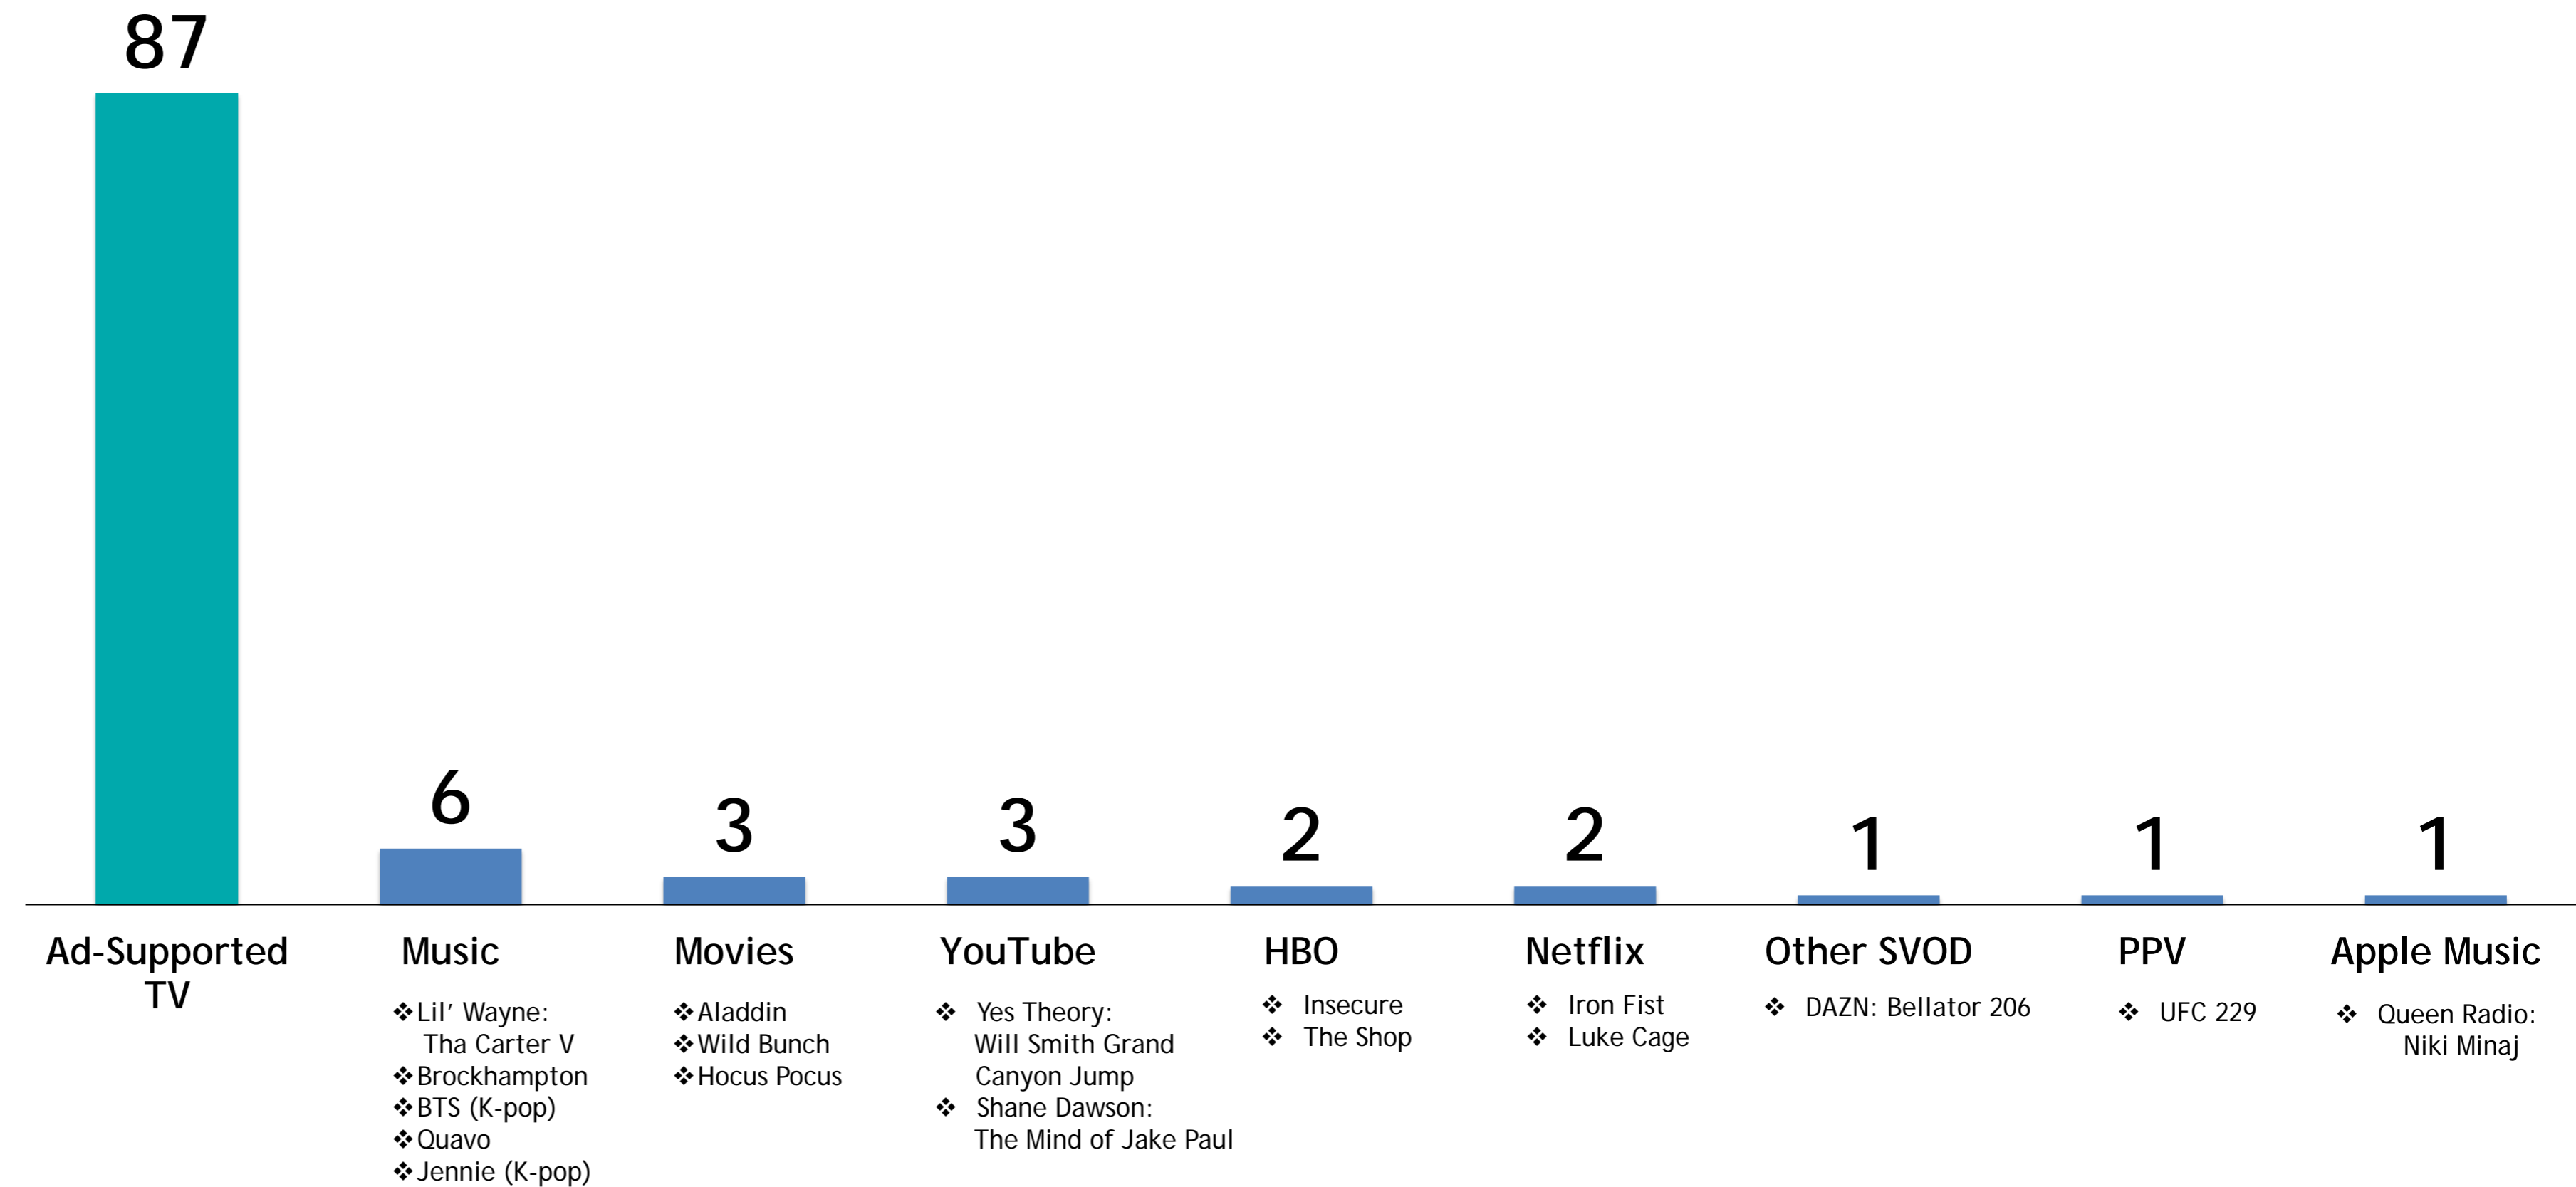 87
6
3
3
2
2
1
1
1
Ad-Supported
TV
Music
❖Lil’ Wayne:
Tha Carter V
❖Brockhampton
❖BTS (K-pop)
❖Quavo
❖Jennie (K-pop)
Movies
❖Aladdin
❖Wild Bunch
❖Hocus Pocus
YouTube
❖ Yes Theory:
Will Smith Grand
Canyon Jump
❖ Shane Dawson:
The Mind of Jake Paul
HBO
❖ Insecure
❖ The Shop
Netflix
❖ Iron Fist
❖ Luke Cage
Other SVOD
❖ DAZN: Bellator 206
PPV
❖ UFC 229
Apple Music
❖ Queen Radio:
Niki Minaj